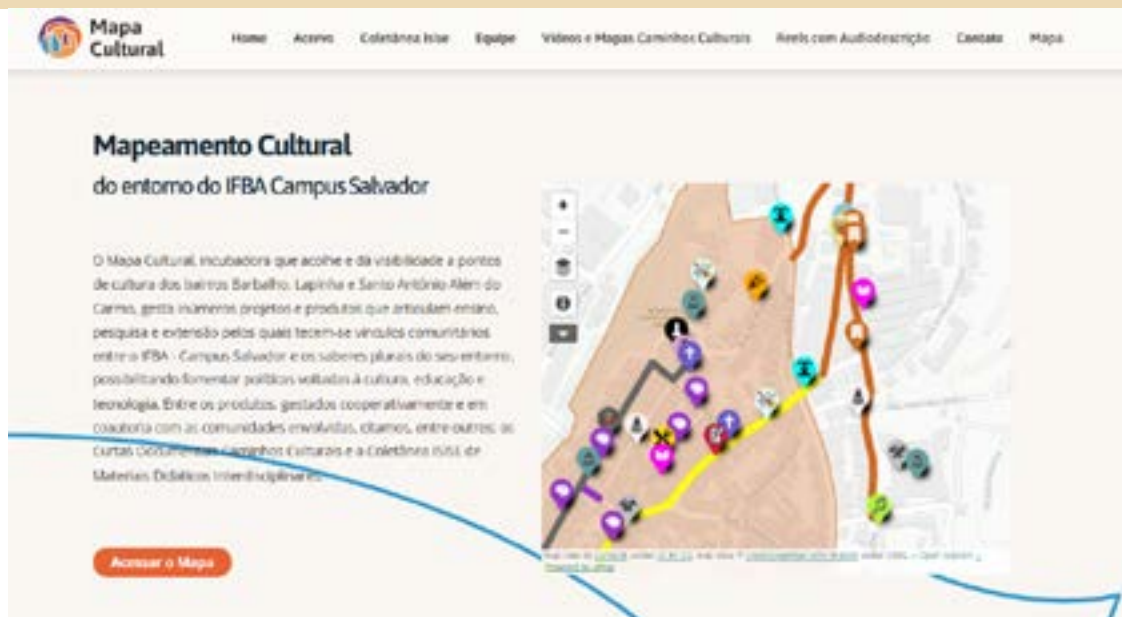 Mapa
Cultural
Home Acervo Coletânea Isise Equipe Vídeos e Mapas Caminhos Culturais Reels com Audiodescrição Contato Mapa
Mapeamento Cultural
do entorno do IFBA Campus Salvador
O Mapa Cultural, incubadora que acolhe e dá visibilidade a pontos
de cultura dos bairros Barbalho, Lapinha e Santo Antônio Além do
Carmo, gesta inúmeros projetos e produtos que articulam ensino,
pesquisa e extensão pelos quais tecem-se vínculos comunitários
entre o IFBA - Campus Salvador e os saberes plurais do seu entorno,
possibilitando fomentar políticas voltadas à cultura, educação e
tecnologia. Entre os produtos, gestados cooperativamente e em
coautoria com as comunidades envolvidas, citamos, entre outros, os
Curtas Documentais Caminhos Culturais e a Coletânea ISISE de
Materiais Didáticos Interdisciplinares.
Acessar o Mapa